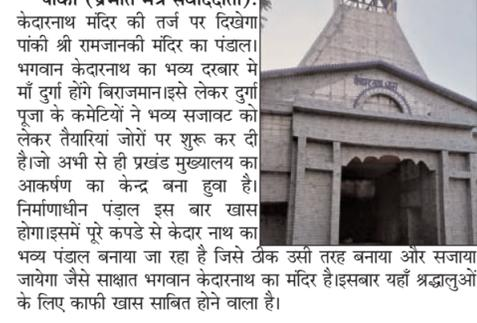 पांकी (प्रभात मंत्र संवाददाता):
केदारनाथ मंदिर की तर्ज पर दिखेगा
पांकी श्री रामजानकी मंदिर का पंडाल।
भगवान केदारनाथ का भव्य दरबार मे
माँ दुर्गा होंगे बिराजमान।इसे लेकर दुर्गा
पूजा के कमेटियों ने भव्य सजावट को
लेकर तैयारियां जोरों पर शुरू कर दी
है।जो अभी से ही प्रखंड मुख्यालय का
आकर्षण का केन्द्र बना हुवा है।
निर्माणाधीन पंड़ाल इस बार खास
होगा।इसमें पूरे कपडे से केदार नाथ का
भव्य पंडाल बनाया जा रहा है जिसे ठीक उसी तरह बनाया और सजाया
जायेगा जैसे साक्षात भगवान केदारनाथ का मंदिर है।इसबार यहाँ श्रद्धालुओं
के लिए काफी खास साबित होने वाला है।